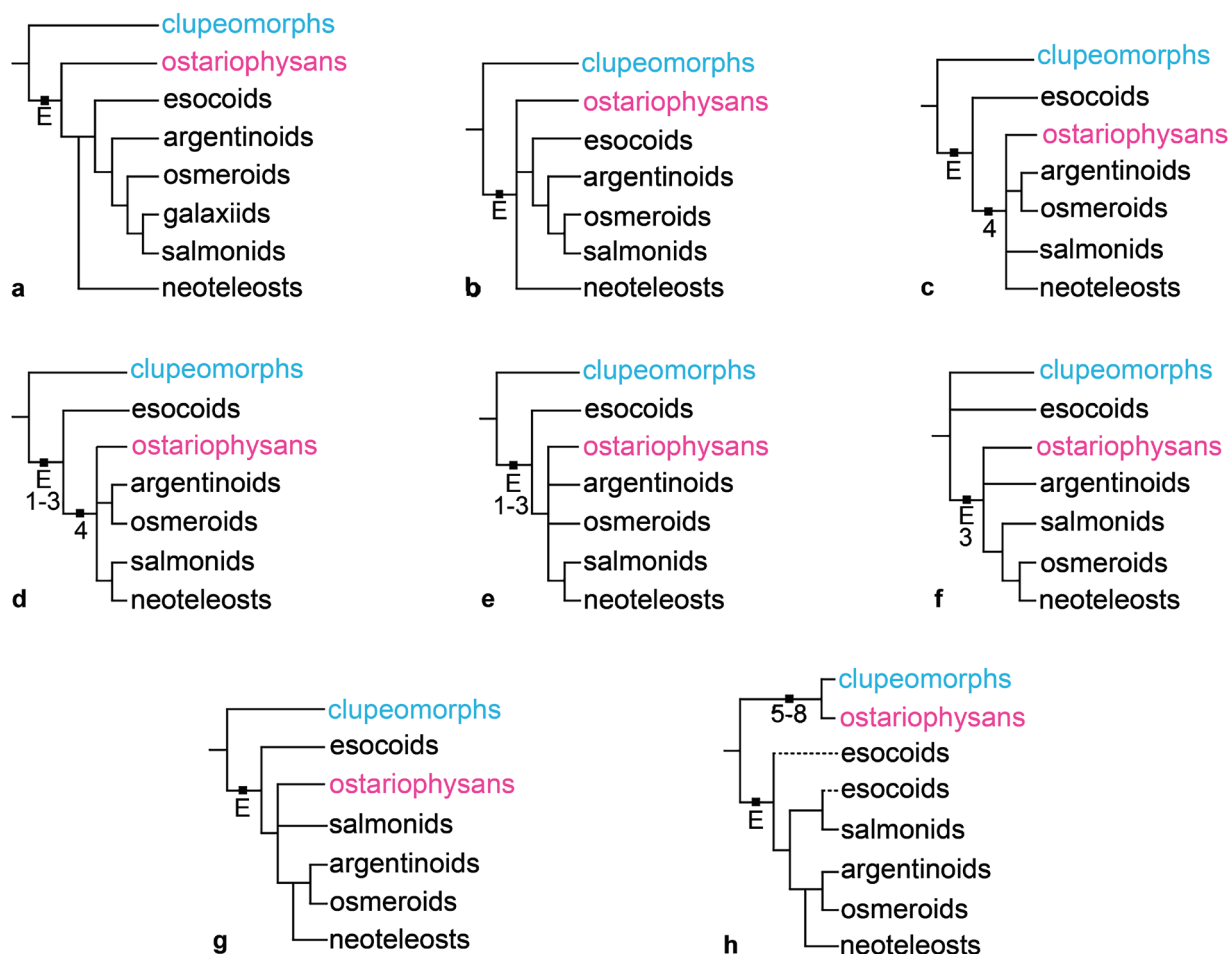 clupeomorphs
ostariophysans
esocoids
E
argentinoids
osmeroids
galaxiids
salmonids
neoteleosts
a
clupeomorphs
ostariophysans
esocoids
argentinoids
E
osmeroids
salmonids
neoteleosts
b
clupeomorphs
esocoids
ostariophysans
E
argentinoids
osmeroids
4
salmonids
neoteleosts
c
clupeomorphs
esocoids
ostariophysans
E
1-3
argentinoids
osmeroids
4
salmonids
neoteleosts
d
clupeomorphs
esocoids
ostariophysans
E
1-3
argentinoids
osmeroids
salmonids
neoteleosts
e
clupeomorphs
esocoids
ostariophysans
argentinoids
E
3
salmonids
osmeroids
neoteleosts
f
clupeomorphs
esocoids
ostariophysans
E
salmonids
argentinoids
osmeroids
neoteleosts
g
clupeomorphs
5-8
ostariophysans
esocoids
esocoids
E
salmonids
argentinoids
osmeroids
neoteleosts
h